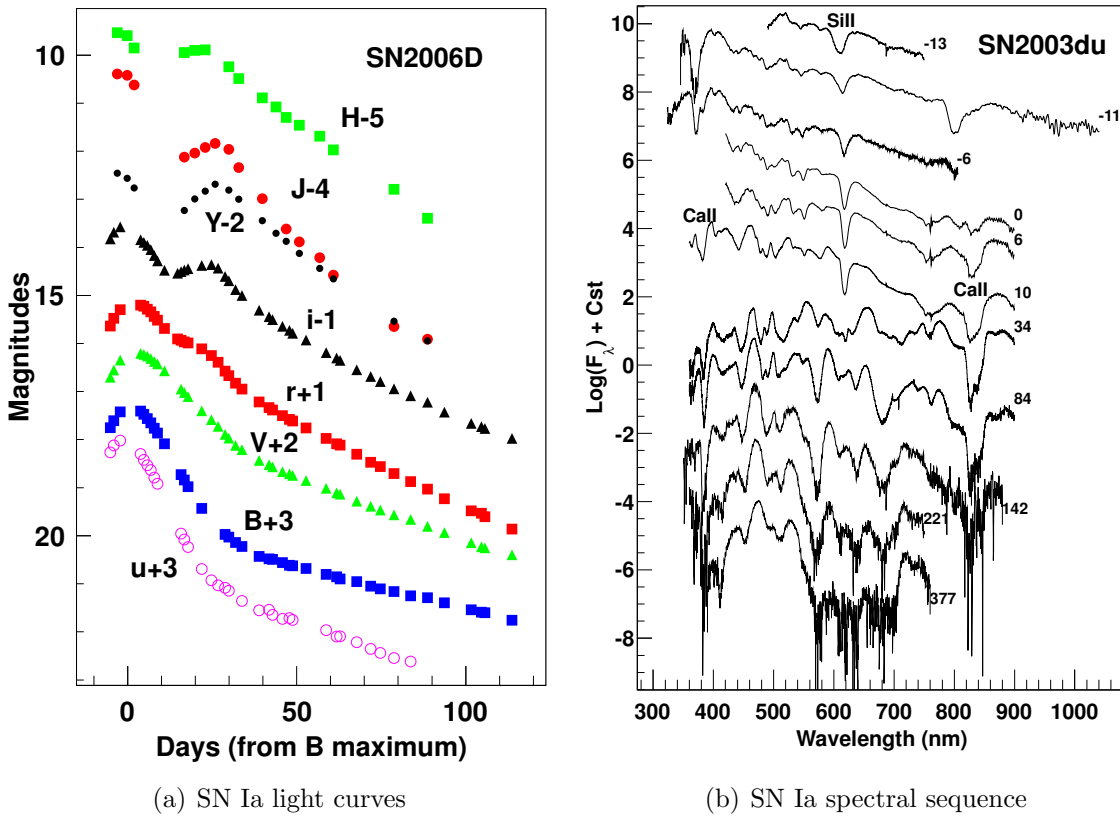 SN2006D
H-5
J-4
Y-2
i-1
r+1
V+2
B+3
u+3
10
15
20
Magnitudes
0
50
100
Days (from B maximum)
(a) SN Ia light curves
SN2003du
SiII
CaII
CaII
-13
-11
-6
0
6
10
34
84
142
221
377
10
8
6
4
2
0
-2
-4
-6
-8
Log(Fλ) + Cst
300 400 500 600 700 800 900 1000
Wavelength (nm)
(b) SN Ia spectral sequence